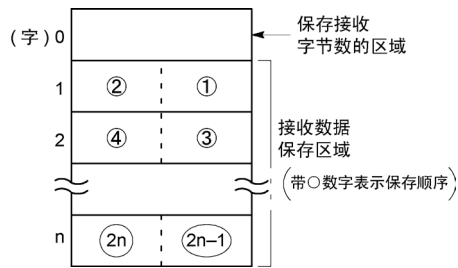 (字) 0
保存接收
字节数的区域
1 ② ①
2 ④ ③
接收数据
保存区域
(带○数字表示保存顺序)
n 2n 2n–1